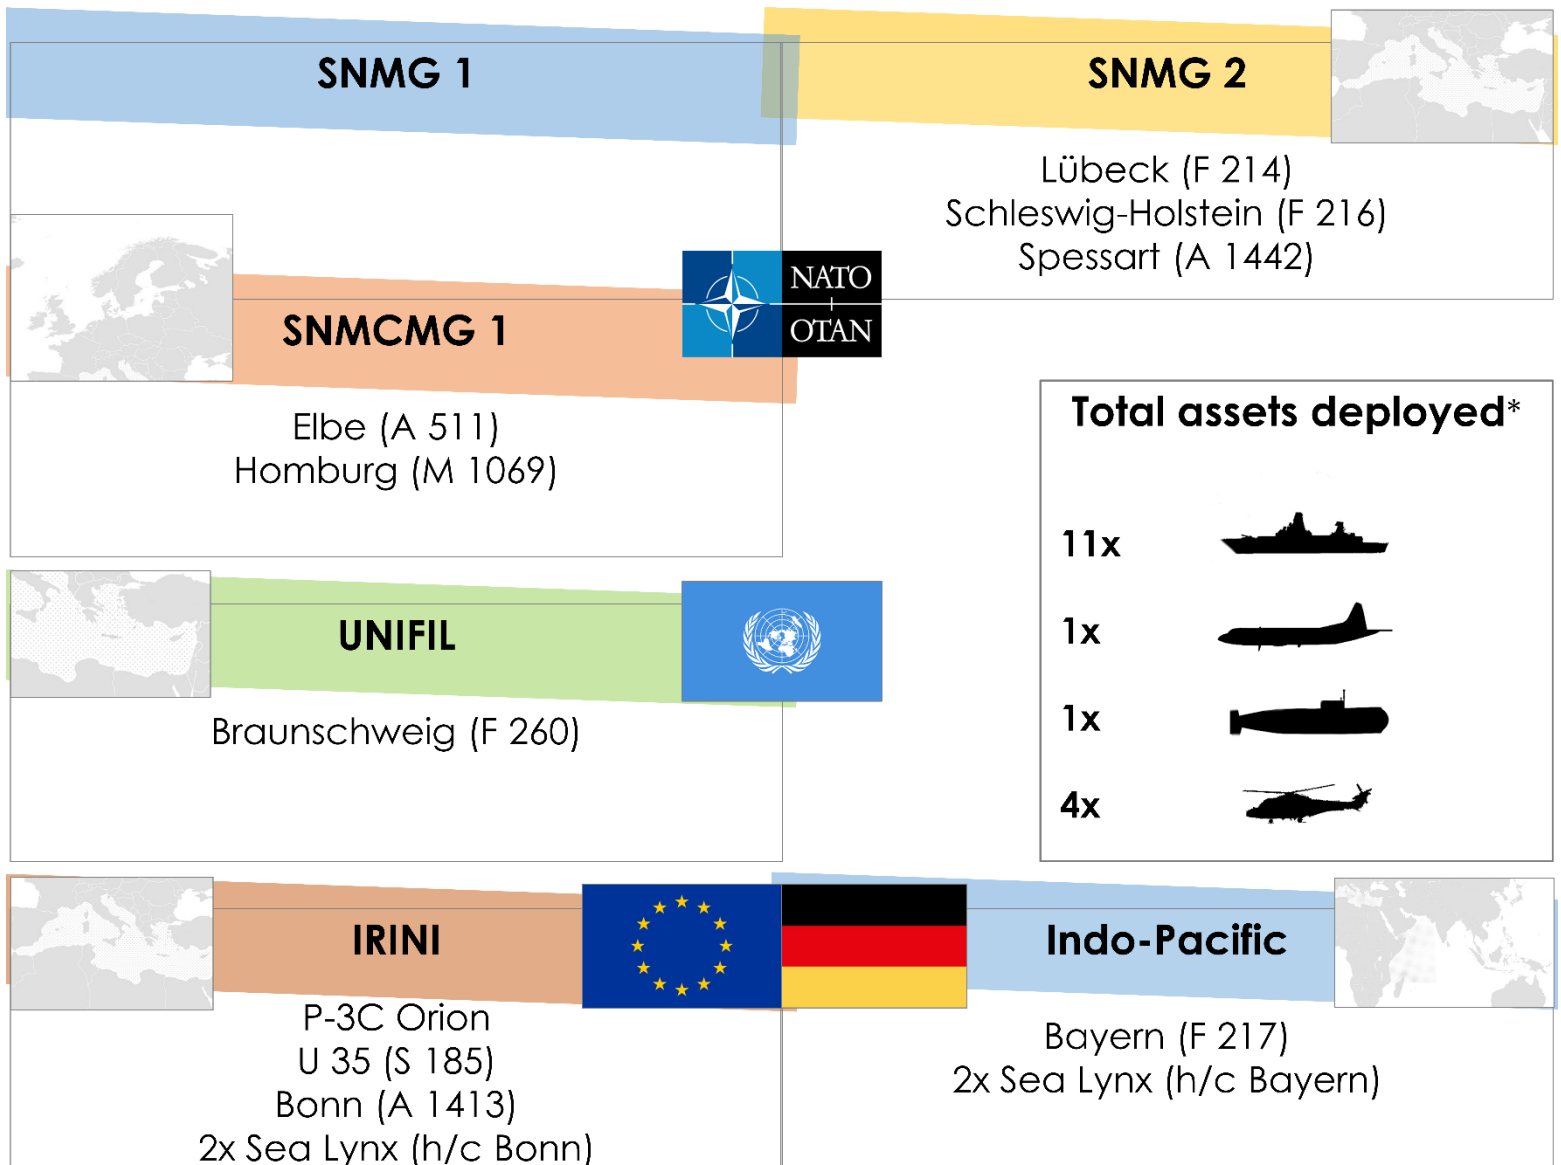 SNMG 1
SNMG 2
Lübeck (F 214)
Schleswig-Holstein (F 216)
Spessart (A 1442)
NATO
OTAN
SNMCMG 1
Elbe (A 511)
Homburg (M 1069)
Total assets deployed*
11x
1x
1x
4x
UNIFIL
Braunschweig (F 260)
IRINI
P-3C Orion
U 35 (S 185)
Bonn (A 1413)
2x Sea Lynx (h/c Bonn)
Indo-Pacific
Bayern (F 217)
2x Sea Lynx (h/c Bayern)